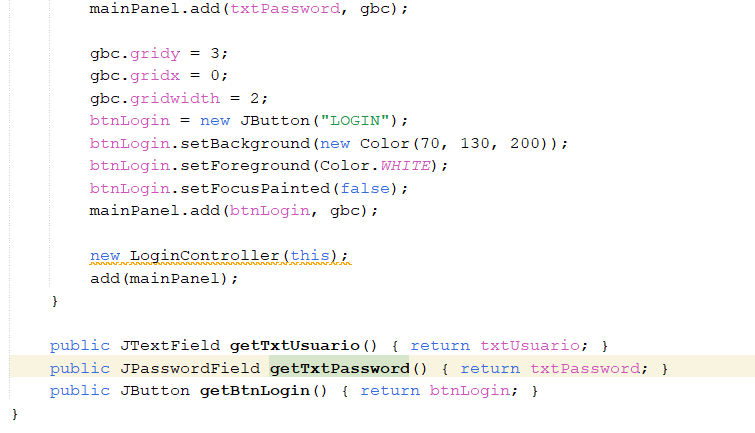 mainPanel.add(txtPassword, gbc);
gbc.gridy = 3;
gbc.gridx = 0;
gbc.gridwidth = 2;
btnLogin = new JButton("LOGIN");
btnLogin.setBackground(new Color(70, 130, 200));
btnLogin.setForeground(Color.WHITE);
btnLogin.setFocusPainted(false);
mainPanel.add(btnLogin, gbc);
new LoginController(this);
add(mainPanel);
}
public JTextField getTxtUsuario() { return txtUsuario; }
public JPasswordField getTxtPassword() { return txtPassword; }
public JButton getBtnLogin() { return btnLogin; }
}